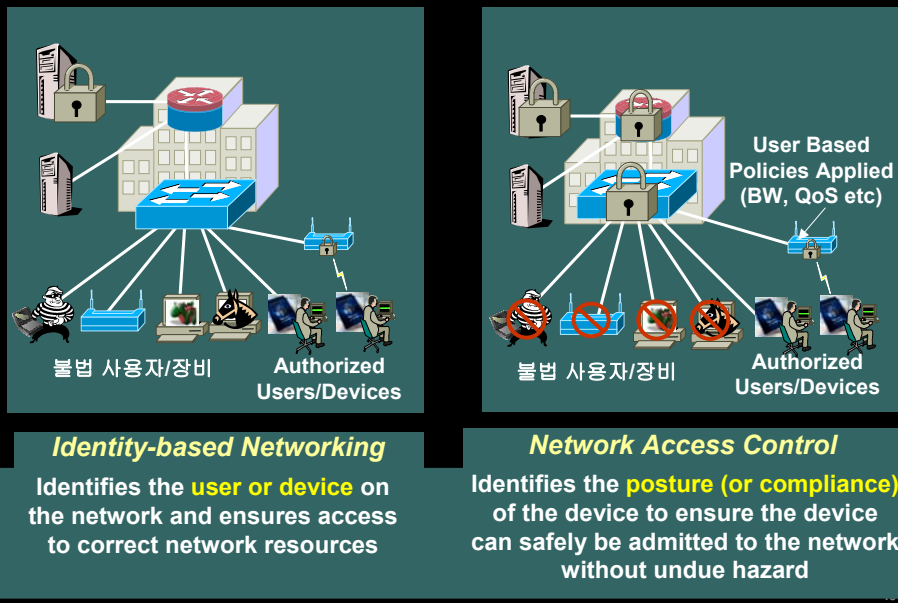 불법 사용자/장비
Authorized
Users/Devices
Identity-based Networking
Identifies the user or device on
the network and ensures access
to correct network resources
User Based
Policies Applied
(BW, QoS etc)
불법 사용자/장비
Authorized
Users/Devices
Network Access Control
Identifies the posture (or compliance)
of the device to ensure the device
can safely be admitted to the network
without undue hazard